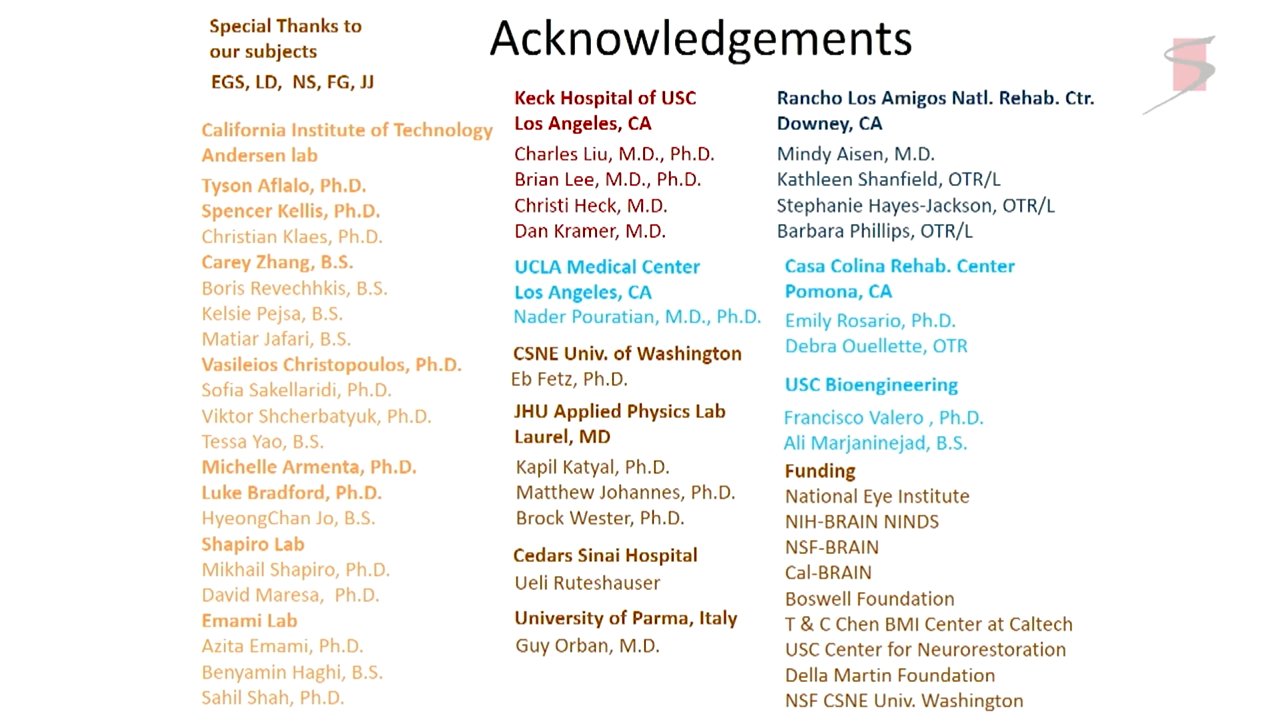 Acknowledgements
Special Thanks to
our subjects
EGS, LD, NS, FG, JJ
California Institute of Technology
Andersen lab
Tyson Aflalo, Ph.D.
Spencer Kellis, Ph.D.
Christian Klaes, Ph.D.
Carey Zhang, B.S.
Boris Revechhkis, B.S.
Kelsie Pejsa, B.S.
Matiar Jafari, B.S.
Vasileios Christopoulos, Ph.D.
Sofia Sakellaridi, Ph.D.
Viktor Shcherbatyuk, Ph.D.
Tessa Yao, B.S.
Michelle Armenta, Ph.D.
Luke Bradford, Ph.D.
HyeongChan Jo, B.S.
Shapiro Lab
Mikhail Shapiro, Ph.D.
David Maresa, Ph.D.
Emami Lab
Azita Emami, Ph.D.
Benyamin Haghi, B.S.
Sahil Shah, Ph.D.
Keck Hospital of USC
Los Angeles, CA
Charles Liu, M.D., Ph.D.
Brian Lee, M.D., Ph.D.
Christi Heck, M.D.
Dan Kramer, M.D.
UCLA Medical Center
Los Angeles, CA
Nader Pouratian, M.D., Ph.D.
CSNE Univ. of Washington
Eb Fetz, Ph.D.
JHU Applied Physics Lab
Laurel, MD
Kapil Katyal, Ph.D.
Matthew Johannes, Ph.D.
Brock Wester, Ph.D.
Cedars Sinai Hospital
Ueli Ruteshauser
University of Parma, Italy
Guy Orban, M.D.
Rancho Los Amigos Natl. Rehab. Ctr.
Downey, CA
Mindy Aisen, M.D.
Kathleen Shanfield, OTR/L
Stephanie Hayes-Jackson, OTR/L
Barbara Phillips, OTR/L
Casa Colina Rehab. Center
Pomona, CA
Emily Rosario, Ph.D.
Debra Ouellette, OTR
USC Bioengineering
Francisco Valero , Ph.D.
Ali Marjaninejad, B.S.
Funding
National Eye Institute
NIH-BRAIN NINDS
NSF-BRAIN
Cal-BRAIN
Boswell Foundation
T & C Chen BMI Center at Caltech
USC Center for Neurorestoration
Della Martin Foundation
NSF CSNE Univ. Washington